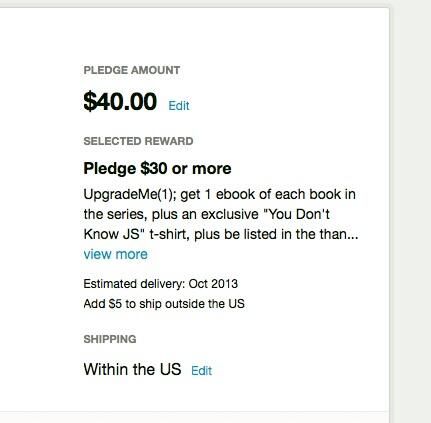 PLEDGE AMOUNT
$40.00 Edit
SELECTED REWARD
Pledge $30 or more
UpgradeMe(1); get 1 ebook of each book in
the series, plus an exclusive "You Don't
Know JS" t-shirt, plus be listed in the than...
view more
Estimated delivery: Oct 2013
Add $5 to ship outside the US
SHIPPING
Within the US Edit